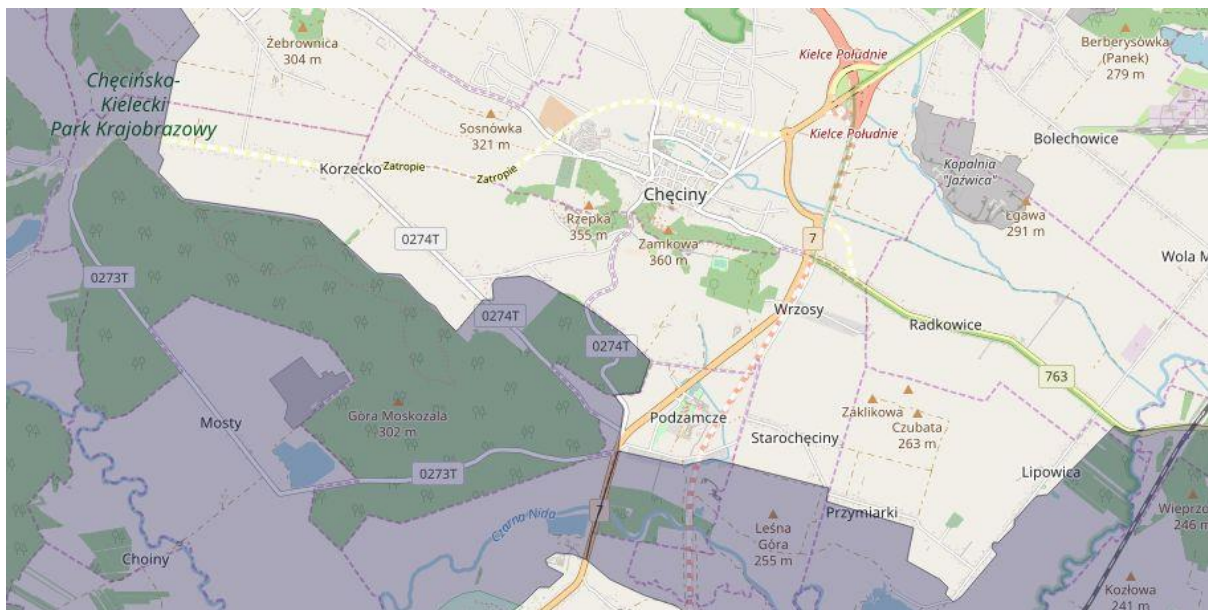 Żebrownica
304 m
Kielce Południe
Berberysówka
(Panek)
279 m
Chęcińska-
Kielecki
Park Krajobrazowy
Sosnówka
321 m
Kielce Południe
Bolechowice
Korzecko
Zatropie
Zatropie
Kopalnia
"Jaźwica"
Chęciny
Rzepka
355 m
Zamkowa
360 m
Łgawa
291 m
0274T
7
Wola M
0273T
0274T
Wrzosy
Radkowice
0274T
763
Góra Moskozala
302 m
Mosty
Podzamcze
Zaklikowa
Czubata
263 m
Starochęciny
0273T
Lipowica
7
Czarna Nida
Leśna
Góra
255 m
Przymiarki
Wieprzo
246 m
Choiny
Kozłowa
241 m